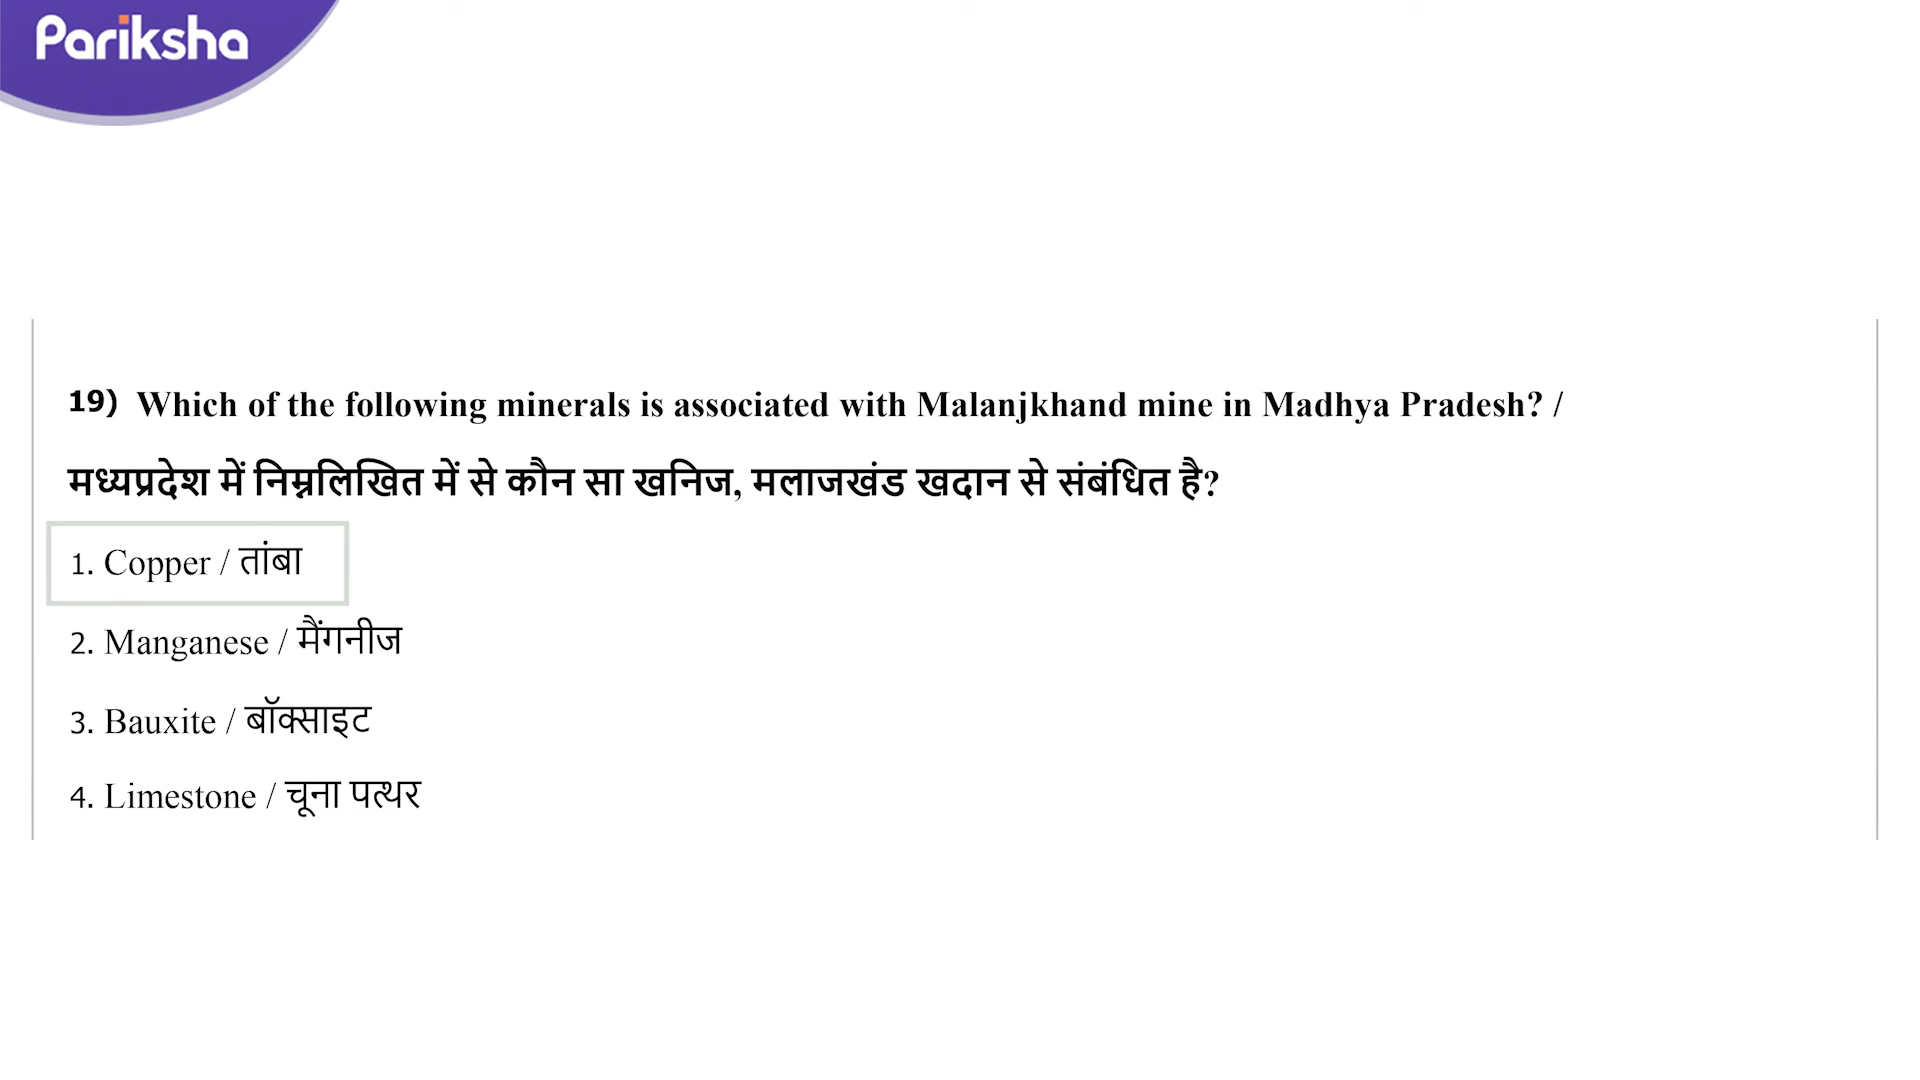 Pariksha
19) Which of the following minerals is associated with Malanjkhand mine in Madhya Pradesh? /
मध्यप्रदेश में निम्नलिखित में से कौन सा खनिज, मलाजखंड खदान से संबंधित है?
1. Copper / तांबा
2. Manganese / मैंगनीज
3. Bauxite / बॉक्साइट
4. Limestone / चूना पत्थर